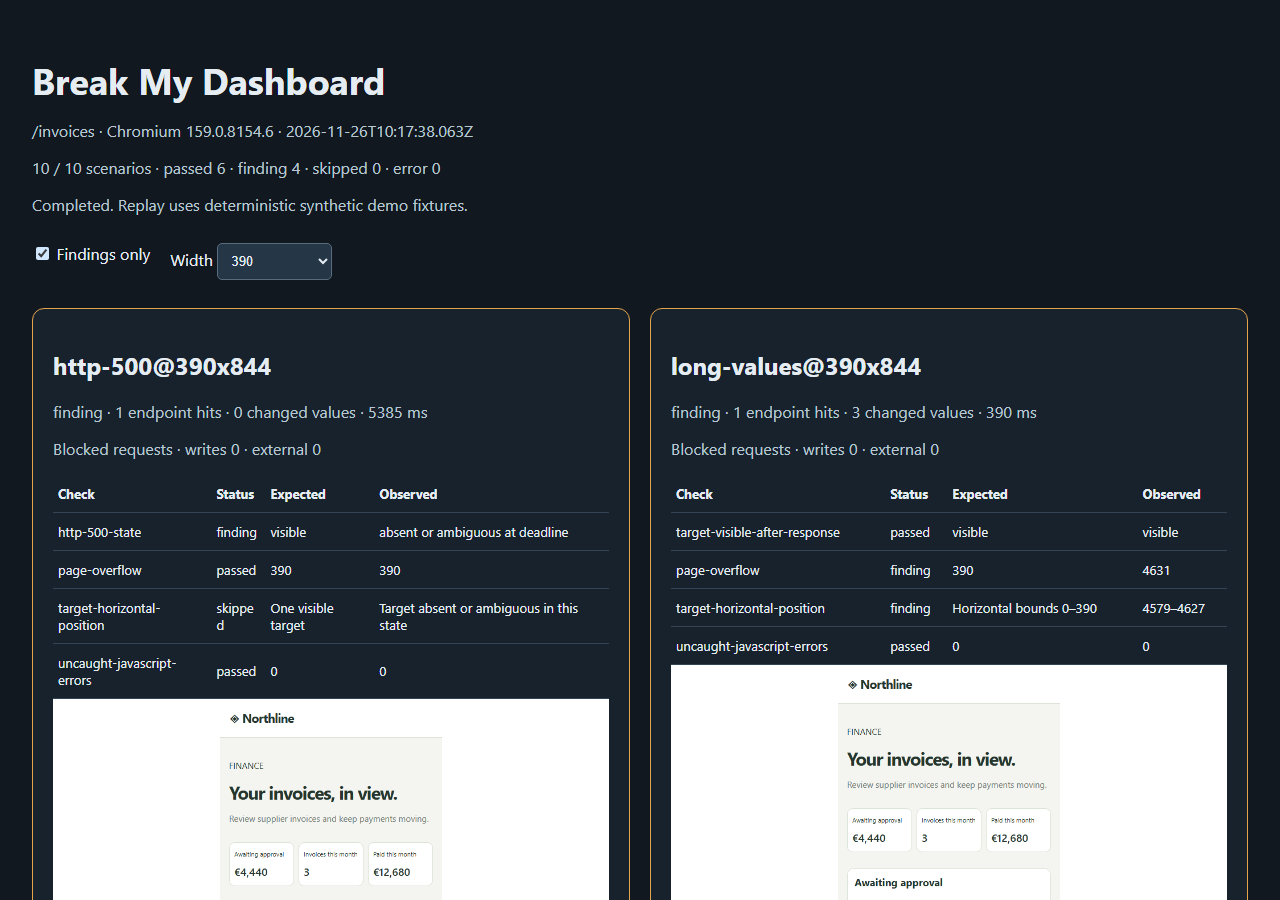 Break My Dashboard
/invoices · Chromium 159.0.8154.6 · 2026-11-26T10:17:38.063Z
10 / 10 scenarios · passed 6 · finding 4 · skipped 0 · error 0
Completed. Replay uses deterministic synthetic demo fixtures.
Findings only Width 390
http-500@390x844
finding · 1 endpoint hits · 0 changed values · 5385 ms
Blocked requests · writes 0 · external 0
Check Status Expected Observed
http-500-state finding visible absent or ambiguous at deadline
page-overflow passed 390 390
target-horizontal- skippe One visible Target absent or ambiguous in this
position d target state
uncaught-javascript- passed 0 0
errors
Northline
FINANCE
Your invoices, in view.
Review supplier invoices and keep payments moving.
Awaiting approval Invoices this month Paid this month
€4,440 3 €12,680
long-values@390x844
finding · 1 endpoint hits · 3 changed values · 390 ms
Blocked requests · writes 0 · external 0
Check Status Expected Observed
target-visible-after-response passed visible visible
page-overflow finding 390 4631
target-horizontal-position finding Horizontal bounds 0–390 4579–4627
uncaught-javascript-errors passed 0 0
Northline
FINANCE
Your invoices, in view.
Review supplier invoices and keep payments moving.
Awaiting approval Invoices this month Paid this month
€4,440 3 €12,680
Awaiting approval